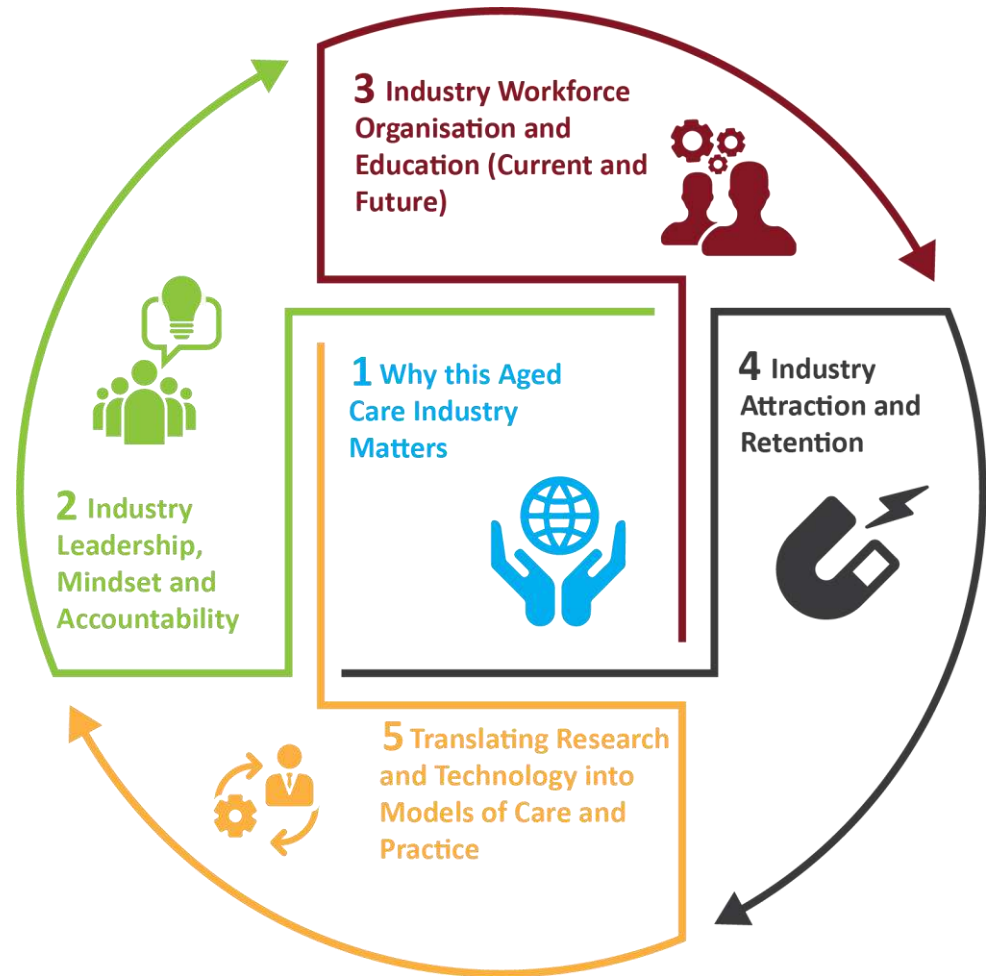 3 Industry Workforce
Organisation and
Education (Current and
Future)
1 Why this Aged
Care Industry
Matters
4 Industry
Attraction and
Retention
2 Industry
Leadership,
Mindset and
Accountability
5 Translating Research
and Technology into
Models of Care and
Practice